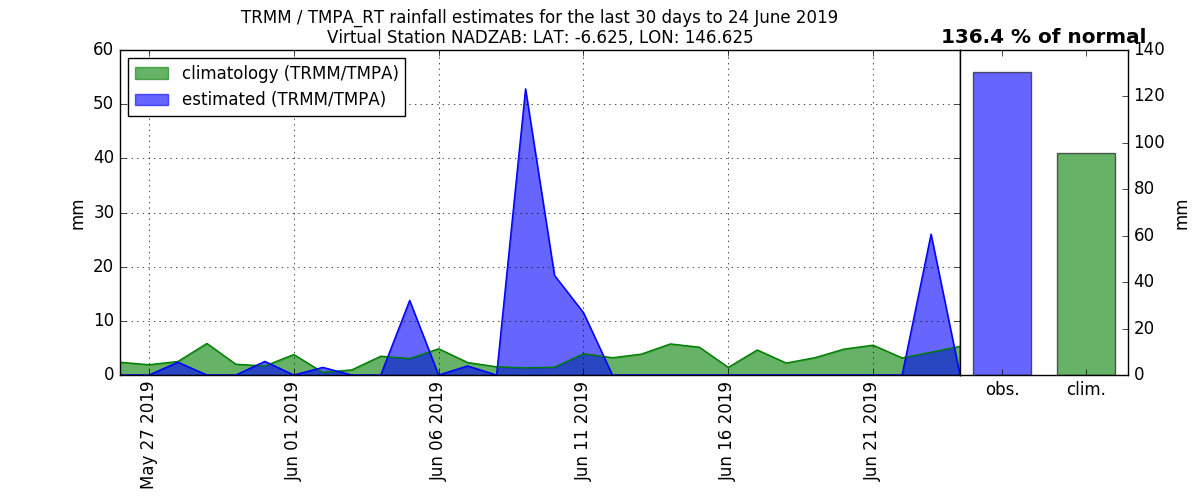 TRMM / TMPA_RT rainfall estimates for the last 30 days to 24 June 2019
Virtual Station NADZAB: LAT: -6.625, LON: 146.625
136.4 % of normal
climatology (TRMM/TMPA)
estimated (TRMM/TMPA)
mm
60
50
40
30
20
10
0
May 27 2019
Jun 01 2019
Jun 06 2019
Jun 11 2019
Jun 16 2019
Jun 21 2019
obs.
clim.
140
120
100
80
60
40
20
0
mm